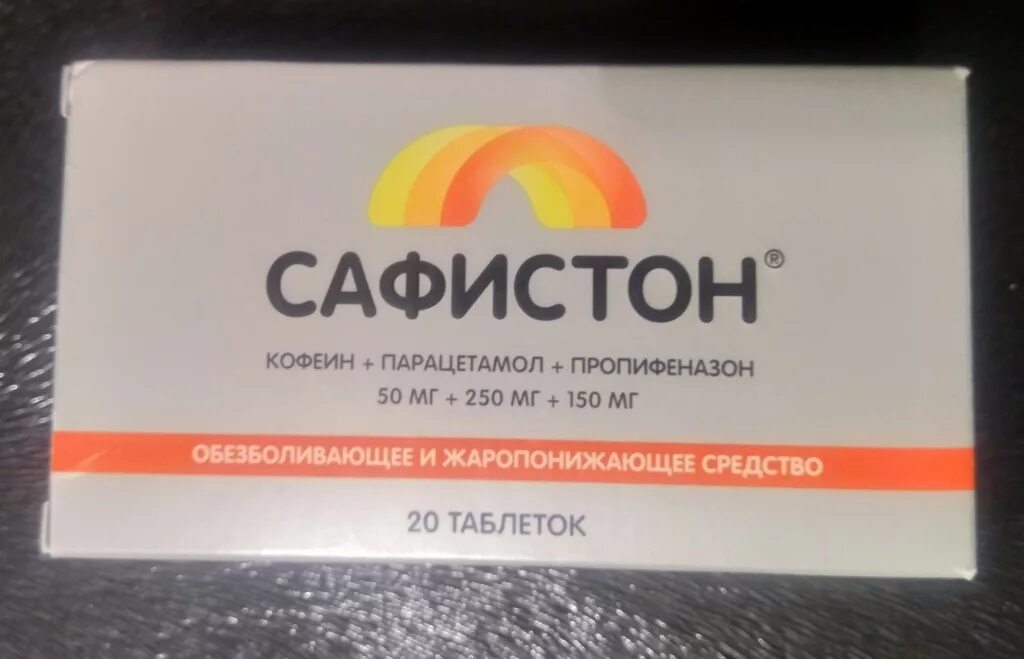 САФИСТОН®
КОФЕИН + ПАРАЦЕТАМОЛ + ПРОПИФЕНАЗОН
50 МГ + 250 МГ + 150 МГ
ОБЕЗБОЛИВАЮЩЕЕ И ЖАРОПОНИЖАЮЩЕЕ СРЕДСТВО
20 ТАБЛЕТОК